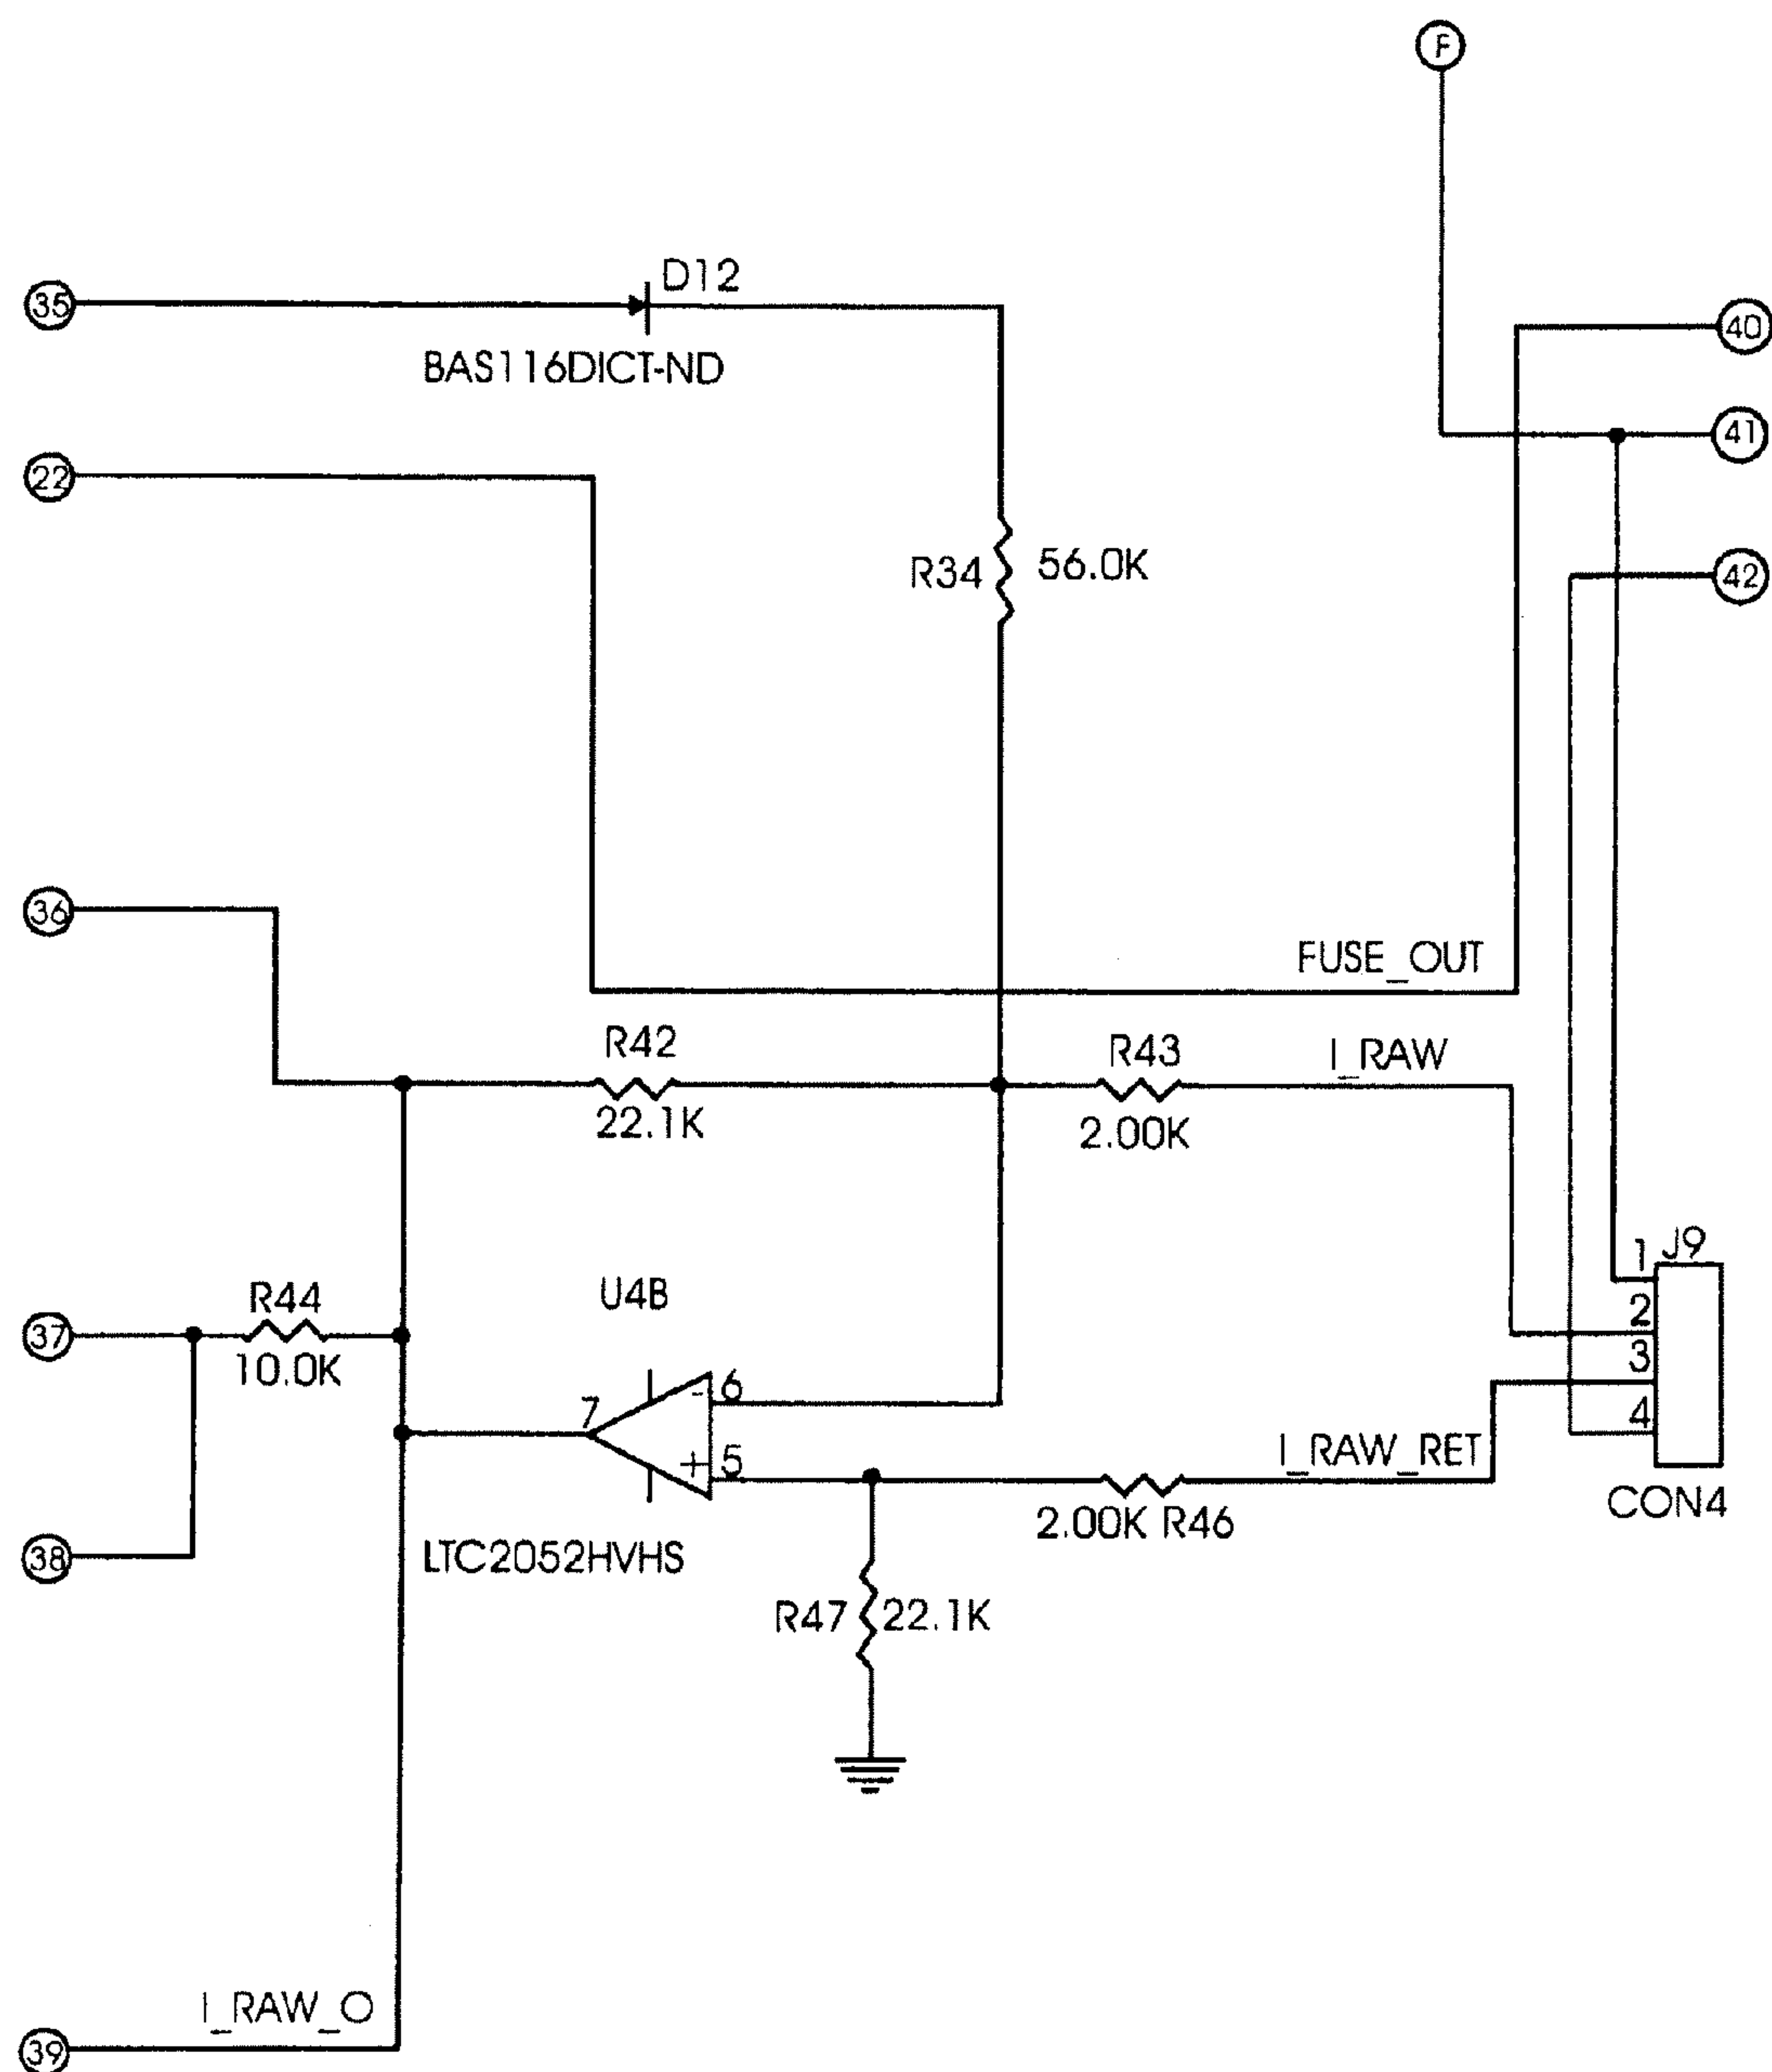 F
35
D12
BAS116DICT-ND
40
41
22
R34 56.0K
42
36
FUSE_OUT
R42
22.1K
R43
2.00K
I_RAW
1
J9
2
3
4
CON4
U4B
R44
10.0K
37
7
- 6
+ 5
I_RAW_RET
2.00K R46
38
LTC2052HVHS
R47 22.1K
I_RAW_O
39